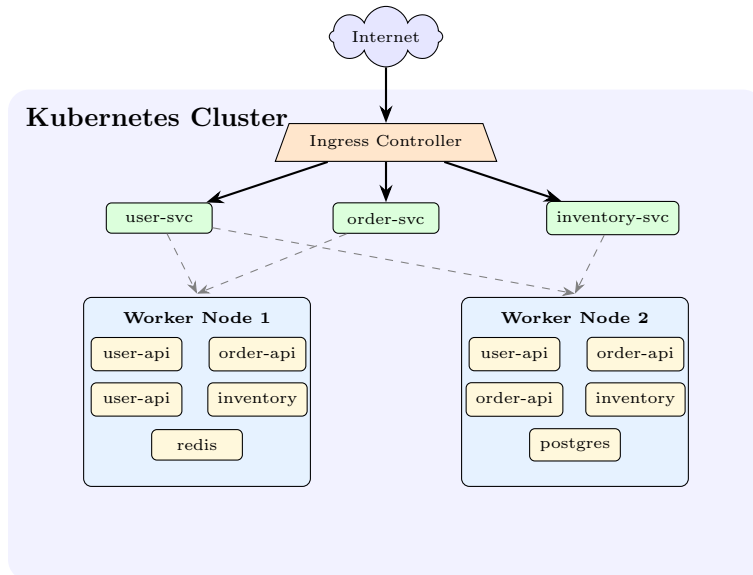 Internet
Kubernetes Cluster
Ingress Controller
user-svc
order-svc
inventory-svc
Worker Node 1
user-api
order-api
user-api
inventory
redis
Worker Node 2
user-api
order-api
order-api
inventory
postgres